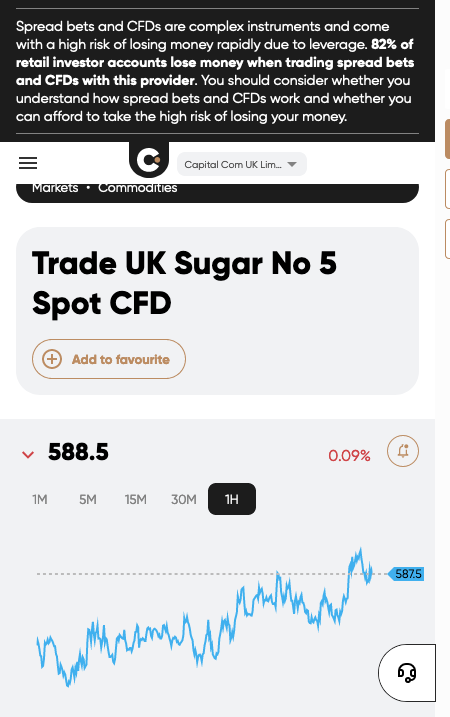 Spread bets and CFDs are complex instruments and come
with a high risk of losing money rapidly due to leverage. 82% of
retail investor accounts lose money when trading spread bets
and CFDs with this provider. You should consider whether you
understand how spread bets and CFDs work and whether you
can afford to take the high risk of losing your money.
Capital Com UK Lim...
Markets • Commodities
Trade UK Sugar No 5
Spot CFD
Add to favourite
588.5
0.09%
1M 5M 15M 30M 1H
587.5